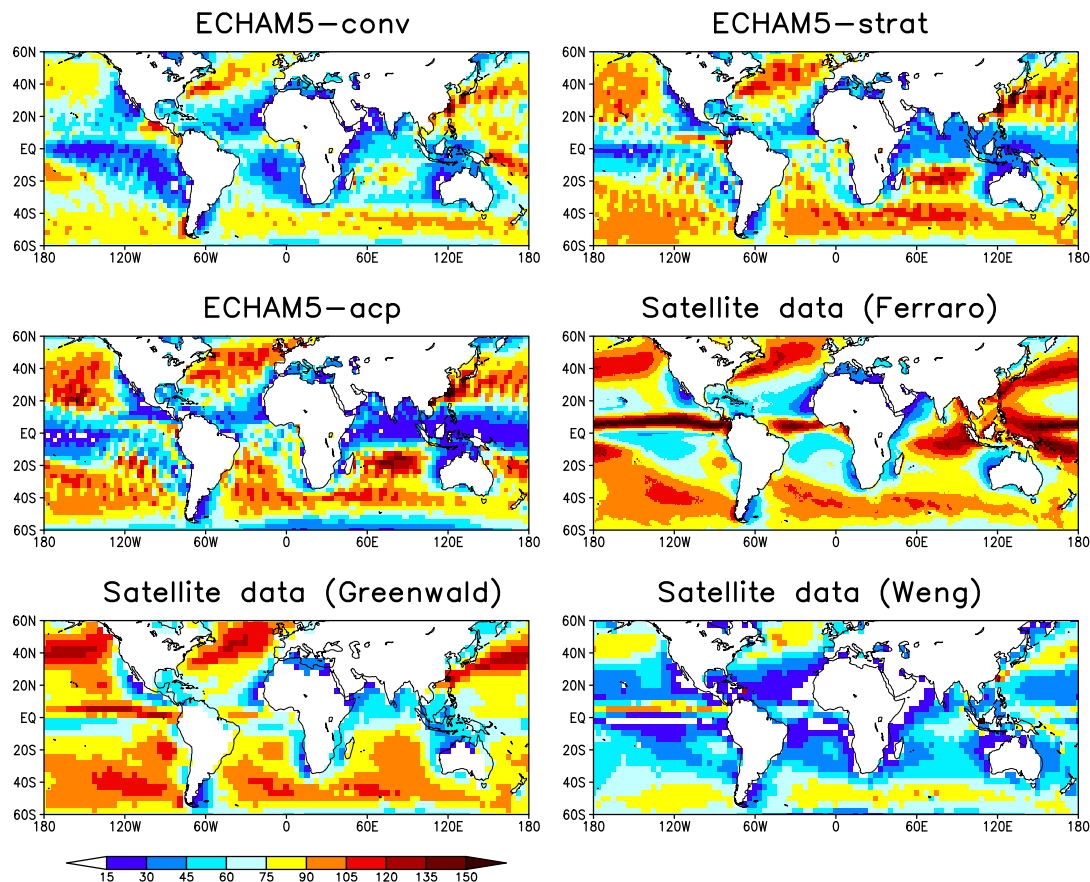 ECHAM5-conv
ECHAM5-strat
60N
40N
20N
EQ
20S
40S
60S
180 120W 60W 0 60E 120E 180
60N
40N
20N
EQ
20S
40S
60S
180 120W 60W 0 60E 120E 180
ECHAM5-acp
Satellite data (Ferraro)
60N
40N
20N
EQ
20S
40S
60S
180 120W 60W 0 60E 120E 180
60N
40N
20N
EQ
20S
40S
60S
180 120W 60W 0 60E 120E 180
Satellite data (Greenwald)
Satellite data (Weng)
60N
40N
20N
EQ
20S
40S
60S
180 120W 60W 0 60E 120E 180
60N
40N
20N
EQ
20S
40S
60S
180 120W 60W 0 60E 120E 180
15 30 45 60 75 90 105 120 135 150